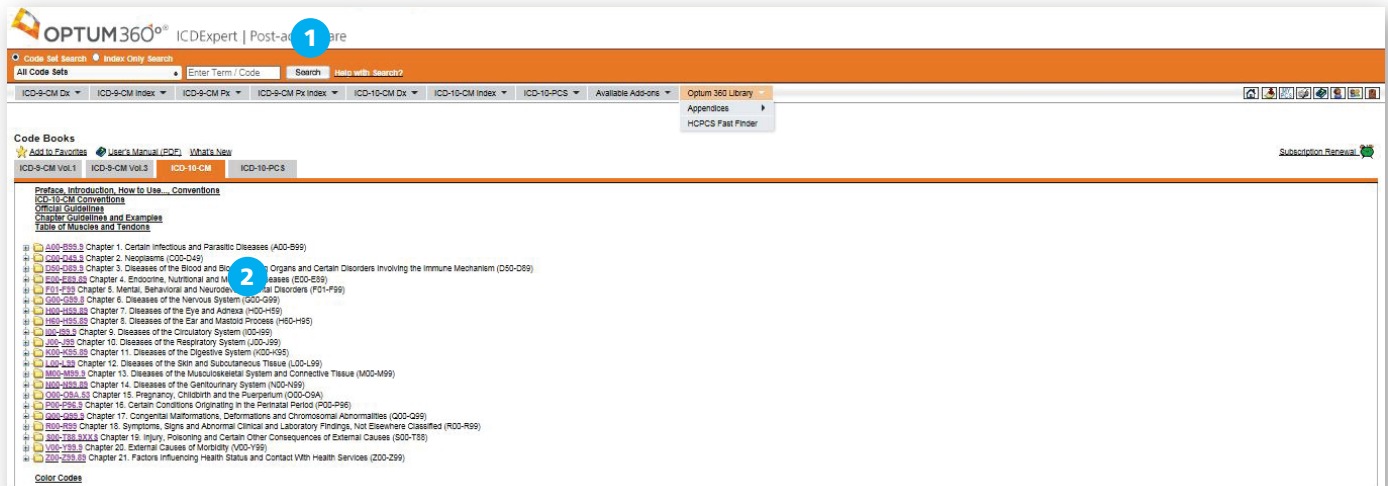 OPTUM360°® ICDExpert | Post-a are
1
Code Set Search Index Only Search
All Code Sets Enter Term / Code Search Help with Search?
ICD-9-CM Dx ICD-9-CM Index ICD-9-CM Px ICD-9-CM Px Index ICD-10-CM Dx ICD-10-CM Index ICD-10-PCS Available Add-ons Optum 360 Library
Appendices
HCPCS Fast Finder
Code Books
Add to Favorites User's Manual (PDF) What's New Subscription Renewal
ICD-9-CM Vol.1 ICD-9-CM Vol.3 ICD-10-CM ICD-10-PCS
Preface, Introduction, How to Use..., Conventions
ICD-10-CM Conventions
Official Guidelines
Chapter Guidelines and Examples
Table of Muscles and Tendons
A00-B99.9 Chapter 1. Certain Infectious and Parasitic Diseases (A00-B99)
C00-D49.9 Chapter 2. Neoplasms (C00-D49)
D50-D89.9 Chapter 3. Diseases of the Blood and Blo Organs and Certain Disorders Involving the Immune Mechanism (D50-D89)
E00-E89.89 Chapter 4. Endocrine, Nutritional and M eases (E00-E89)
2
F01-F99 Chapter 5. Mental, Behavioral and Neurodev tal Disorders (F01-F99)
G00-G99.8 Chapter 6. Diseases of the Nervous System (G00-G99)
H00-H59.89 Chapter 7. Diseases of the Eye and Adnexa (H00-H59)
H60-H95.89 Chapter 8. Diseases of the Ear and Mastoid Process (H60-H95)
I00-I99.9 Chapter 9. Diseases of the Circulatory System (I00-I99)
J00-J99 Chapter 10. Diseases of the Respiratory System (J00-J99)
K00-K95.89 Chapter 11. Diseases of the Digestive System (K00-K95)
L00-L99 Chapter 12. Diseases of the Skin and Subcutaneous Tissue (L00-L99)
M00-M99.9 Chapter 13. Diseases of the Musculoskeletal System and Connective Tissue (M00-M99)
N00-N99.89 Chapter 14. Diseases of the Genitourinary System (N00-N99)
O00-O9A.53 Chapter 15. Pregnancy, Childbirth and the Puerperium (O00-O9A)
P00-P96.9 Chapter 16. Certain Conditions Originating in the Perinatal Period (P00-P96)
Q00-Q99.9 Chapter 17. Congenital Malformations, Deformations and Chromosomal Abnormalities (Q00-Q99)
R00-R99 Chapter 18. Symptoms, Signs and Abnormal Clinical and Laboratory Findings, Not Elsewhere Classified (R00-R99)
S00-T88.9XXS Chapter 19. Injury, Poisoning and Certain Other Consequences of External Causes (S00-T88)
V00-Y99.9 Chapter 20. External Causes of Morbidity (V00-Y99)
Z00-Z99.89 Chapter 21. Factors Influencing Health Status and Contact With Health Services (Z00-Z99)
Color Codes